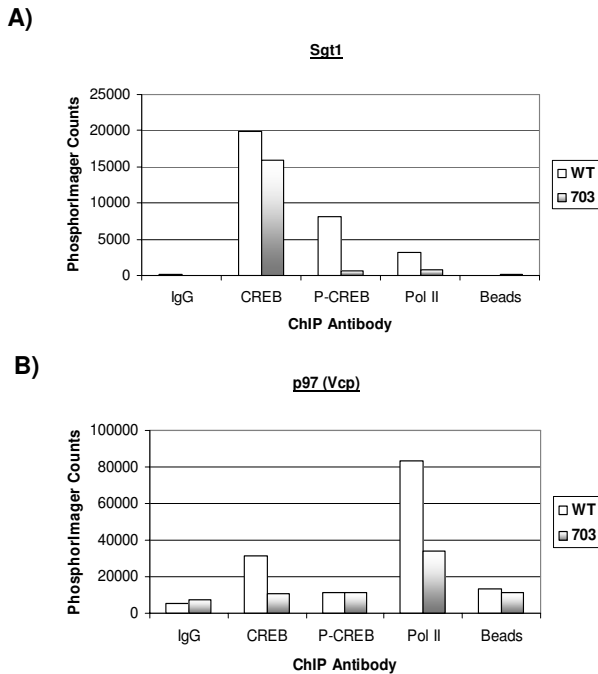 A)
Sgt1
PhosphorImager Counts
25000
20000
15000
10000
5000
0
IgG CREB P-CREB Pol II Beads
ChIP Antibody
WT
703
B)
p97 (Vcp)
PhosphorImager Counts
100000
80000
60000
40000
20000
0
IgG CREB P-CREB Pol II Beads
ChIP Antibody
WT
703